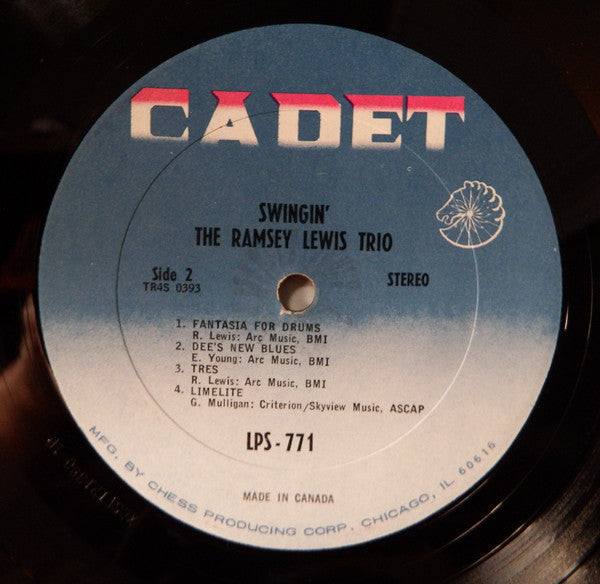 CADET
SWINGIN'
THE RAMSEY LEWIS TRIO
Side 2
TR4S 0393
STEREO
1. FANTASIA FOR DRUMS
R. Lewis: Arc Music, BMI
2. DEE'S NEW BLUES
E. Young: Arc Music, BMI
3. TRES
R. Lewis: Arc Music, BMI
4. LIMELITE
G. Mulligan: Criterion/Skyview Music, ASCAP
LPS-771
MFG. BY CHESS PRODUCING CORP., CHICAGO, IL 60616
MADE IN CANADA